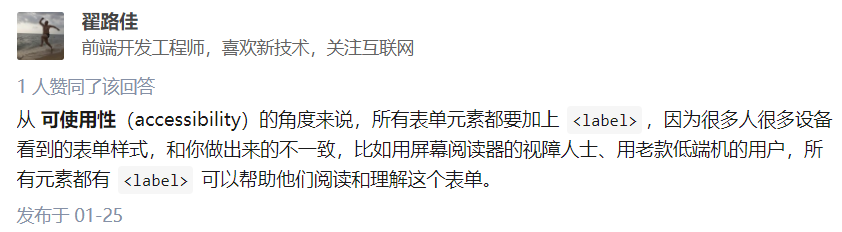 翟路佳
前端开发工程师，喜欢新技术，关注互联网
1 人赞同了该回答
从 可使用性（accessibility）的角度来说，所有表单元素都要加上 <label> ，因为很多人很多设备
看到的表单样式，和你做出来的不一致，比如用屏幕阅读器的视障人士、用老款低端机的用户，所
有元素都有 <label> 可以帮助他们阅读和理解这个表单。
发布于 01-25